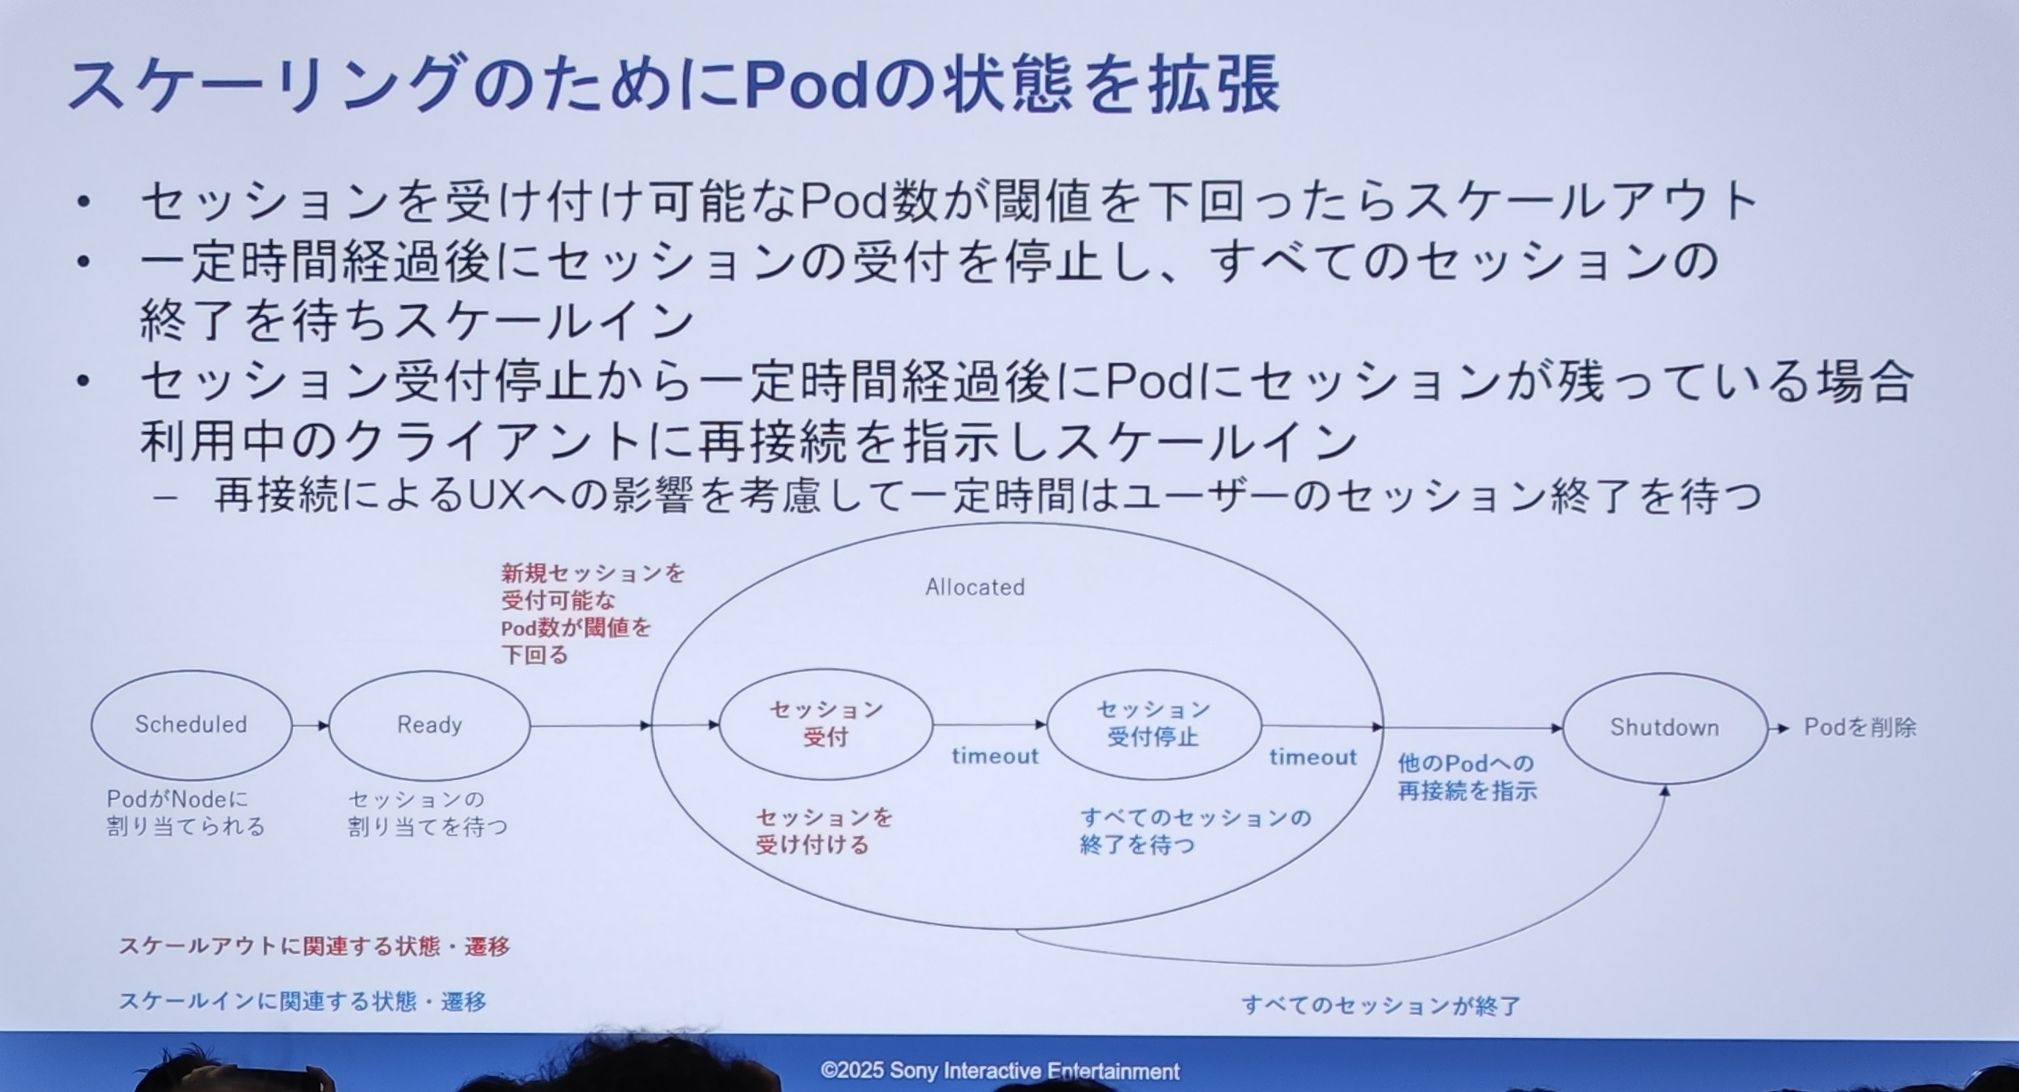 スケーリングのためにPodの状態を拡張
• セッションを受け付け可能なPod数が閾値を下回ったらスケールアウト
• 一定時間経過後にセッションの受付を停止し、すべてのセッションの
終了を待ちスケールイン
• セッション受付停止から一定時間経過後にPodにセッションが残っている場合
利用中のクライアントに再接続を指示しスケールイン
– 再接続によるUXへの影響を考慮して一定時間はユーザーのセッション終了を待つ
新規セッションを
受付可能な
Pod数が閾値を
下回る
Allocated
Scheduled
Ready
セッション
受付
timeout
セッション
受付停止
timeout
他のPodへの
再接続を指示
Shutdown
Podを削除
PodがNodeに
割り当てられる
セッションの
割り当てを待つ
セッションを
受け付ける
すべてのセッションの
終了を待つ
スケールアウトに関連する状態・遷移
スケールインに関連する状態・遷移
すべてのセッションが終了
©2025 Sony Interactive Entertainment